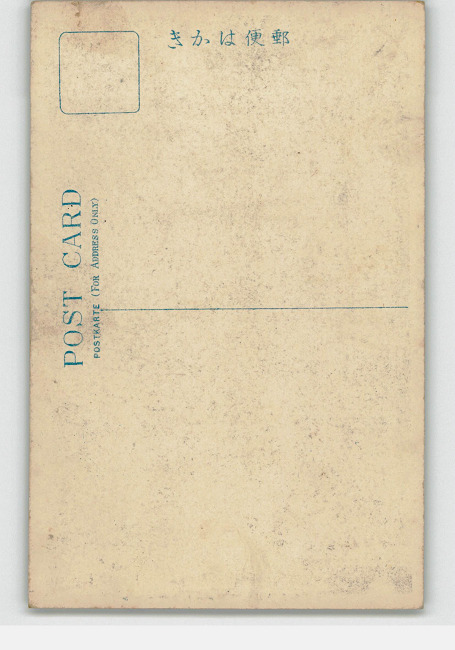 きかは便郵
POST CARD
POSTKARTE (FOR ADDRESS ONLY)